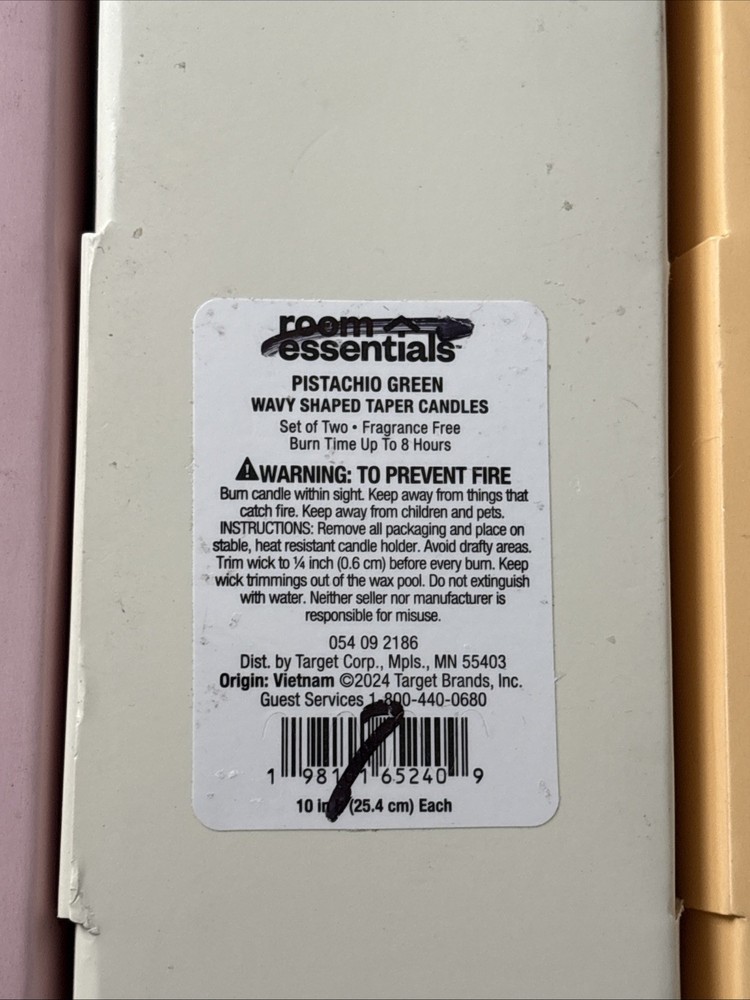 room
essentials™
PISTACHIO GREEN
WAVY SHAPED TAPER CANDLES
Set of Two • Fragrance Free
Burn Time Up To 8 Hours
⚠WARNING: TO PREVENT FIRE
Burn candle within sight. Keep away from things that
catch fire. Keep away from children and pets.
INSTRUCTIONS: Remove all packaging and place on
stable, heat resistant candle holder. Avoid drafty areas.
Trim wick to ¼ inch (0.6 cm) before every burn. Keep
wick trimmings out of the wax pool. Do not extinguish
with water. Neither seller nor manufacturer is
responsible for misuse.
054 09 2186
Dist. by Target Corp., Mpls., MN 55403
Origin: Vietnam ©2024 Target Brands, Inc.
Guest Services 1-800-440-0680
1 65240 9
10 (25.4 cm) Each